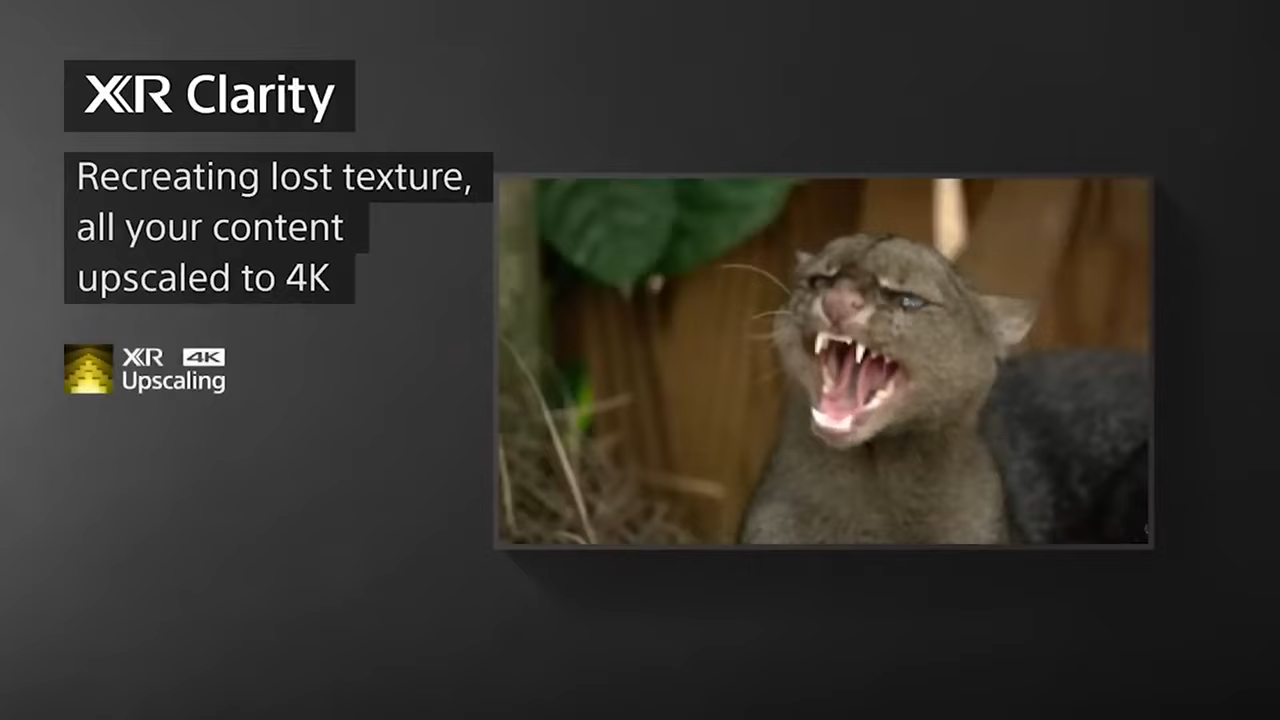 XR Clarity
Recreating lost texture,
all your content
upscaled to 4K
XR 4K
Upscaling